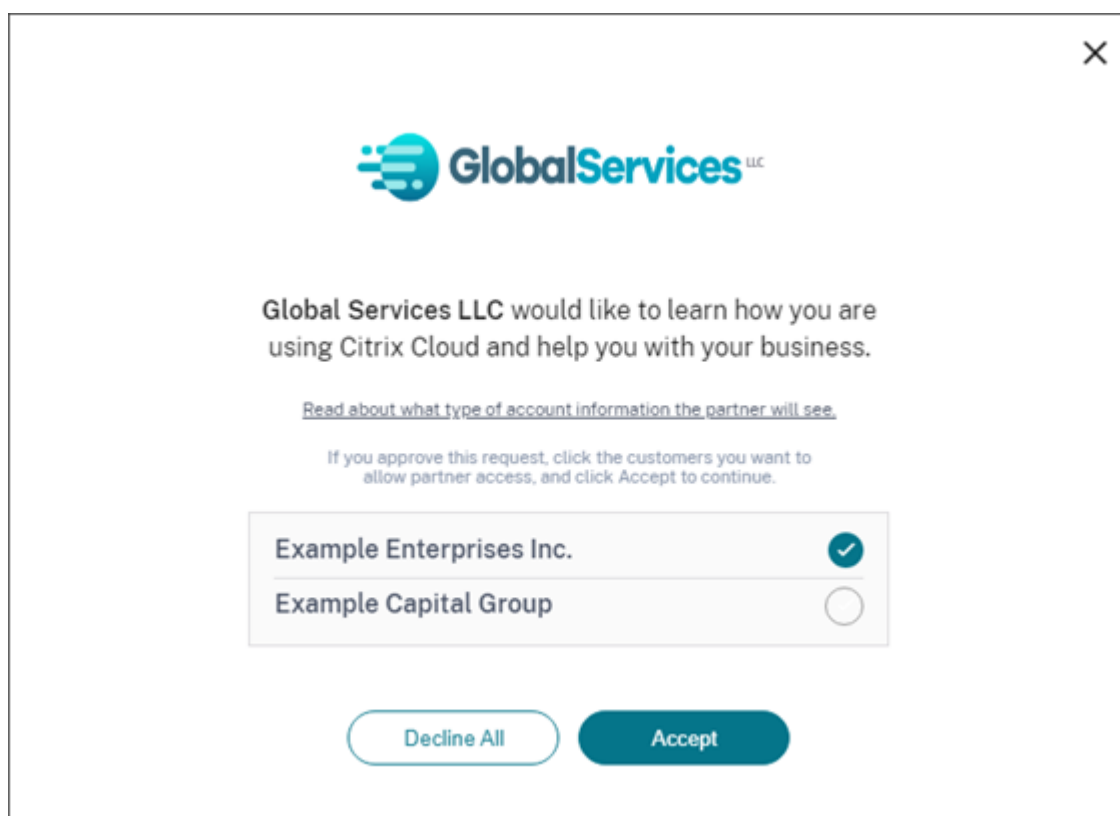 GlobalServices LLC
Global Services LLC would like to learn how you are
using Citrix Cloud and help you with your business.
Read about what type of account information the partner will see.
If you approve this request, click the customers you want to
allow partner access, and click Accept to continue.
Example Enterprises Inc.
Example Capital Group
Decline All
Accept